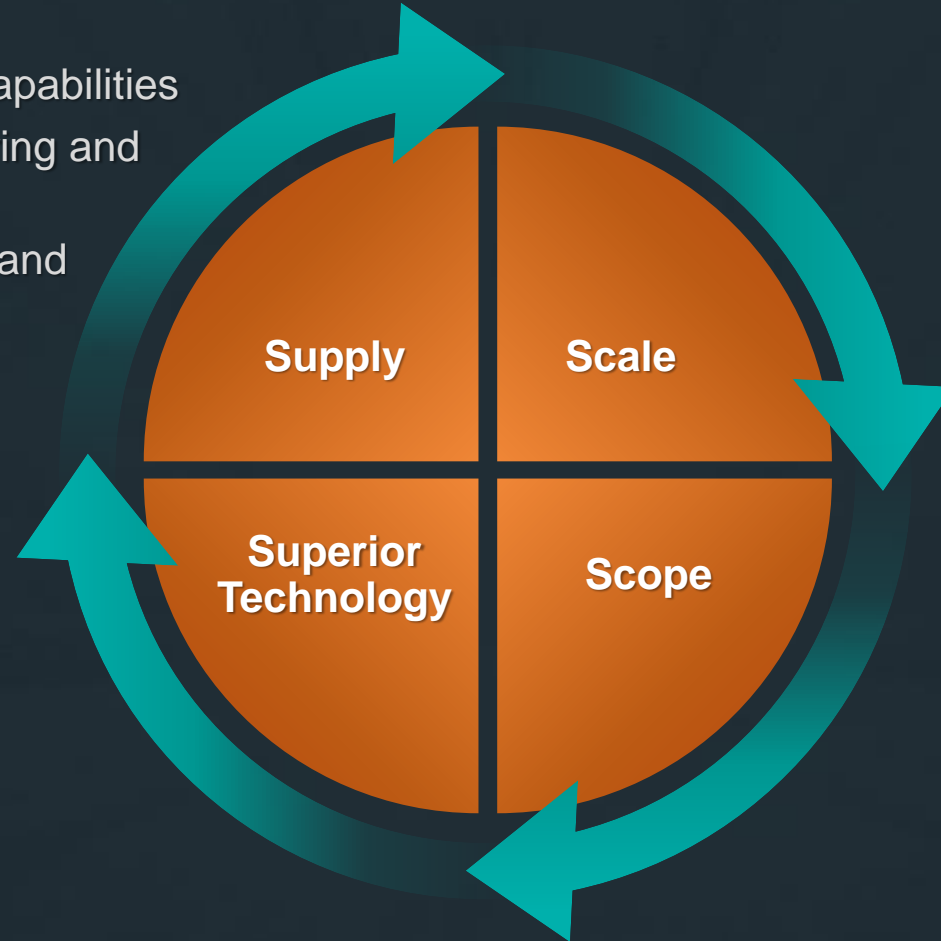 apabilities
ing and
and
Supply
Scale
Superior
Technology
Scope